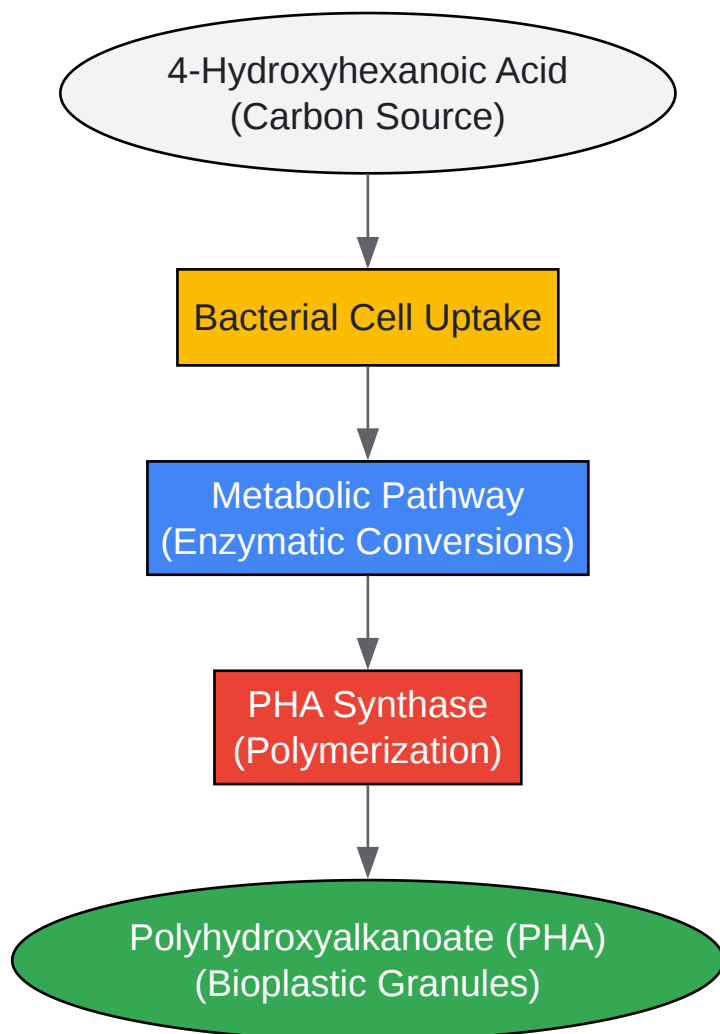 4-Hydroxyhexanoic Acid
(Carbon Source)
Bacterial Cell Uptake
Metabolic Pathway
(Enzymatic Conversions)
PHA Synthase
(Polymerization)
Polyhydroxyalkanoate (PHA)
(Bioplastic Granules)